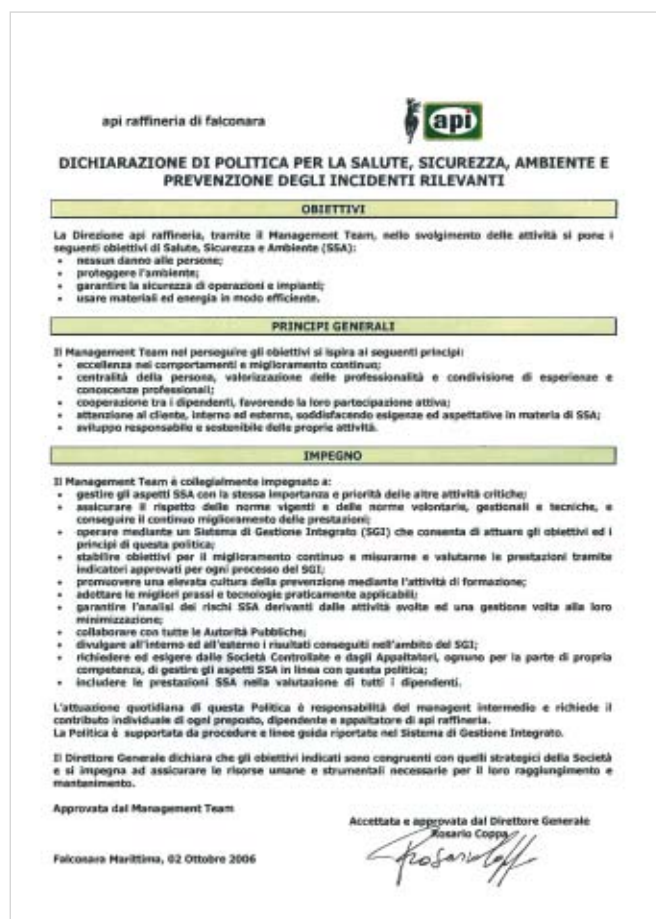 api raffineria di falconara
api
DICHIARAZIONE DI POLITICA PER LA SALUTE, SICUREZZA, AMBIENTE E
PREVENZIONE DEGLI INCIDENTI RILEVANTI
OBIETTIVI
La Direzione api raffineria, tramite il Management Team, nello svolgimento delle attività si pone i
seguenti obiettivi di Salute, Sicurezza e Ambiente (SSA):
• nessun danno alle persone;
• proteggere l'ambiente;
• garantire la sicurezza di operazioni e impianti;
• usare materiali ed energia in modo efficiente.
PRINCIPI GENERALI
Il Management Team nel perseguire gli obiettivi si ispira ai seguenti principi:
• eccellenza nei comportamenti e miglioramento continuo;
• centralità della persona, valorizzazione delle professionalità e condivisione di esperienze e
conoscenze professionali;
• cooperazione tra i dipendenti, favorendo la loro partecipazione attiva;
• attenzione al cliente, interno ed esterno, soddisfacendo esigenze ed aspettative in materia di SSA;
• sviluppo responsabile e sostenibile delle proprie attività.
IMPEGNO
Il Management Team è collegialmente impegnato a:
• gestire gli aspetti SSA con la stessa importanza e priorità delle altre attività critiche;
• assicurare il rispetto delle norme vigenti e delle norme volontarie, gestionali e tecniche, e
conseguire il continuo miglioramento delle prestazioni;
• operare mediante un Sistema di Gestione Integrato (SGI) che consenta di attuare gli obiettivi ed i
principi di questa politica;
• stabilire obiettivi per il miglioramento continuo e misurarne e valutarne le prestazioni tramite
indicatori approvati per ogni processo del SGI;
• promuovere una elevata cultura della prevenzione mediante l'attività di formazione;
• adottare le migliori prassi e tecnologie praticamente applicabili;
• garantire l'analisi dei rischi SSA derivanti dalle attività svolte ed una gestione volta alla loro
minimizzazione;
• collaborare con tutte le Autorità Pubbliche;
• divulgare all'interno ed all'esterno i risultati conseguiti nell'ambito del SGI;
• richiedere ed esigere dalle Società Controllate e dagli Appaltatori, ognuno per la parte di propria
competenza, di gestire gli aspetti SSA in linea con questa politica;
• includere le prestazioni SSA nella valutazione di tutti i dipendenti.
L'attuazione quotidiana di questa Politica è responsabilità del managent intermedio e richiede il
contributo individuale di ogni preposto, dipendente e appaltatore di api raffineria.
La Politica è supportata da procedure e linee guida riportate nel Sistema di Gestione Integrato.
Il Direttore Generale dichiara che gli obiettivi indicati sono congruenti con quelli strategici della Società
e si impegna ad assicurare le risorse umane e strumentali necessarie per il loro raggiungimento e
mantenimento.
Approvata dal Management Team
Accettata e approvata dal Direttore Generale
Rosario Coppa
Falconara Marittima, 02 Ottobre 2006